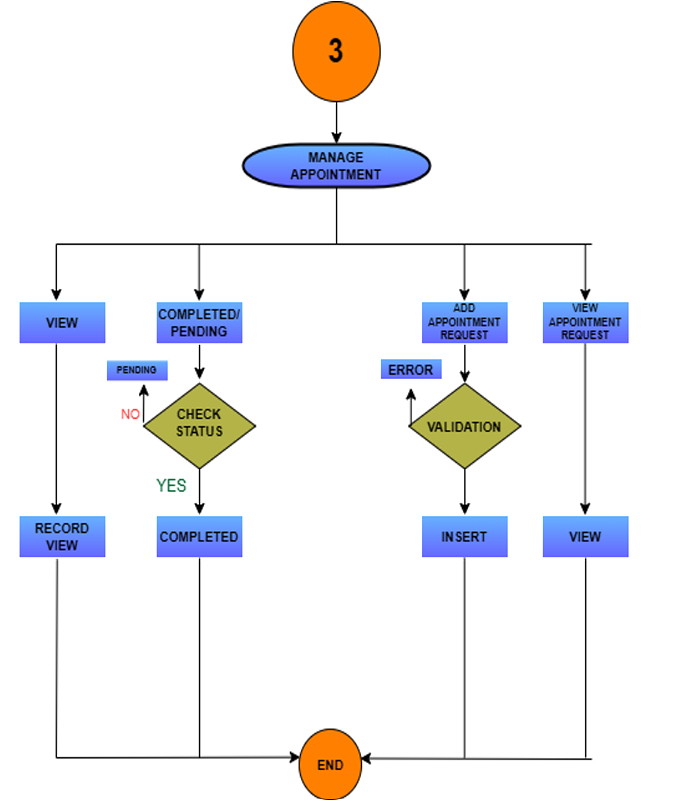 3
MANAGE
APPOINTMENT
VIEW
COMPLETED/
PENDING
ADD
APPOINTMENT
REQUEST
VIEW
APPOINTMENT
REQUEST
PENDING
ERROR
NO
CHECK
STATUS
VALIDATION
YES
RECORD
VIEW
COMPLETED
INSERT
VIEW
END